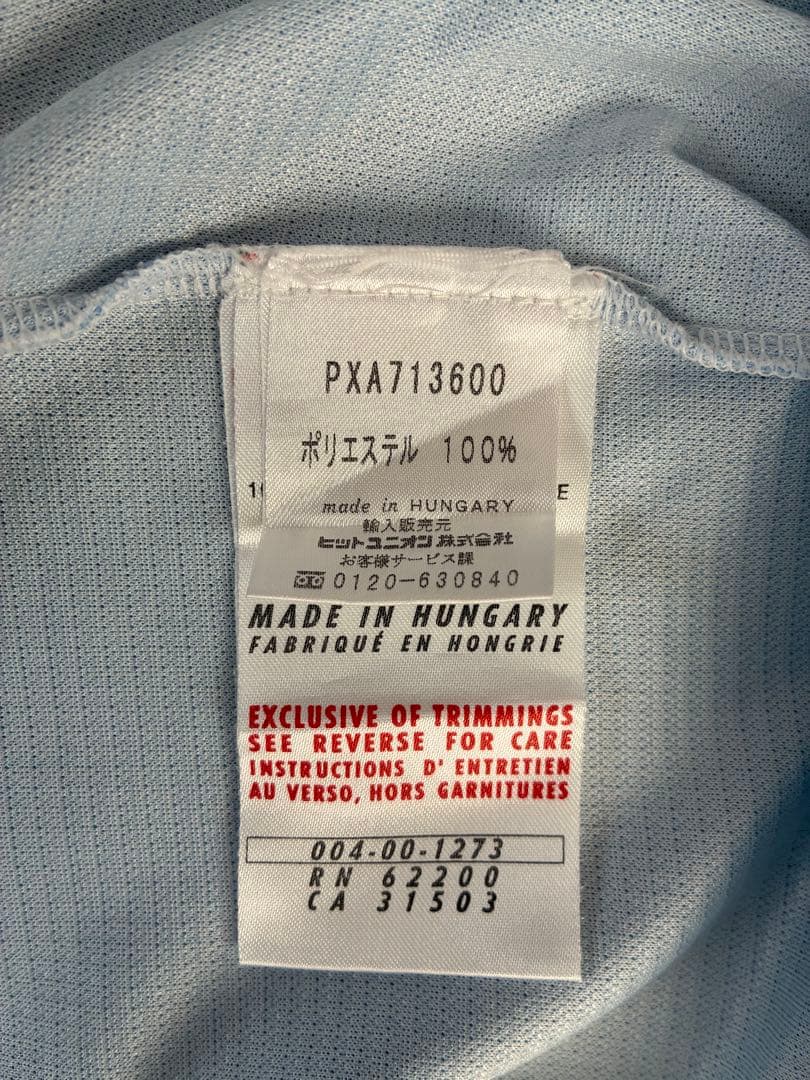 PXA713600
ポリエステル 100%
made in HUNGARY
輸入販売元
ヒットユニオン株式会社
お客様サービス課
0120-630840
MADE IN HUNGARY
FABRIQUÉ EN HONGRIE
EXCLUSIVE OF TRIMMINGS
SEE REVERSE FOR CARE
INSTRUCTIONS D' ENTRETIEN
AU VERSO, HORS GARNITURES
004-00-1273
RN 62200
CA 31503